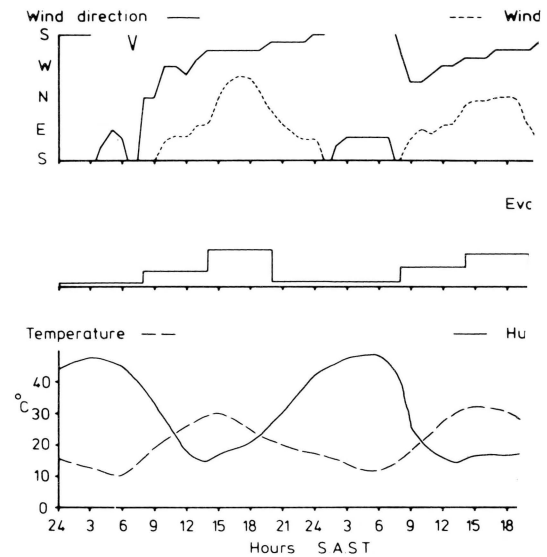 Wind direction Wind
S
W
N
E
S
Evc
Temperature Hu
40
°C 30
20
10
0
24 3 6 9 12 15 18 21 24 3 6 9 12 15 18
Hours S.A.S.T